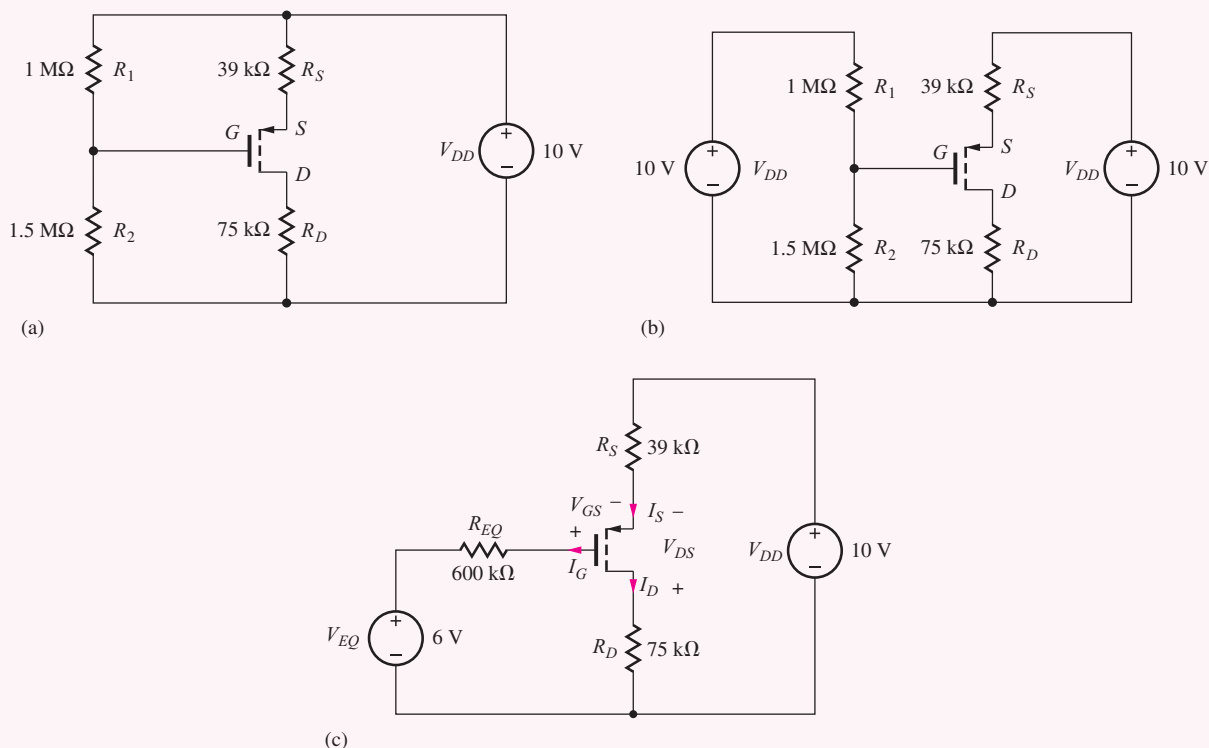 1 MΩ R1 39 kΩ RS
G S
VDD + − 10 V
D
1.5 MΩ R2 75 kΩ RD
(a)
1 MΩ R1 39 kΩ RS
10 V + − VDD G S VDD + − 10 V
D
1.5 MΩ R2 75 kΩ RD
(b)
RS 39 kΩ
VGS − IS −
REQ +
VDS VDD + − 10 V
600 kΩ IG
ID +
VEQ + − 6 V
RD 75 kΩ
(c)